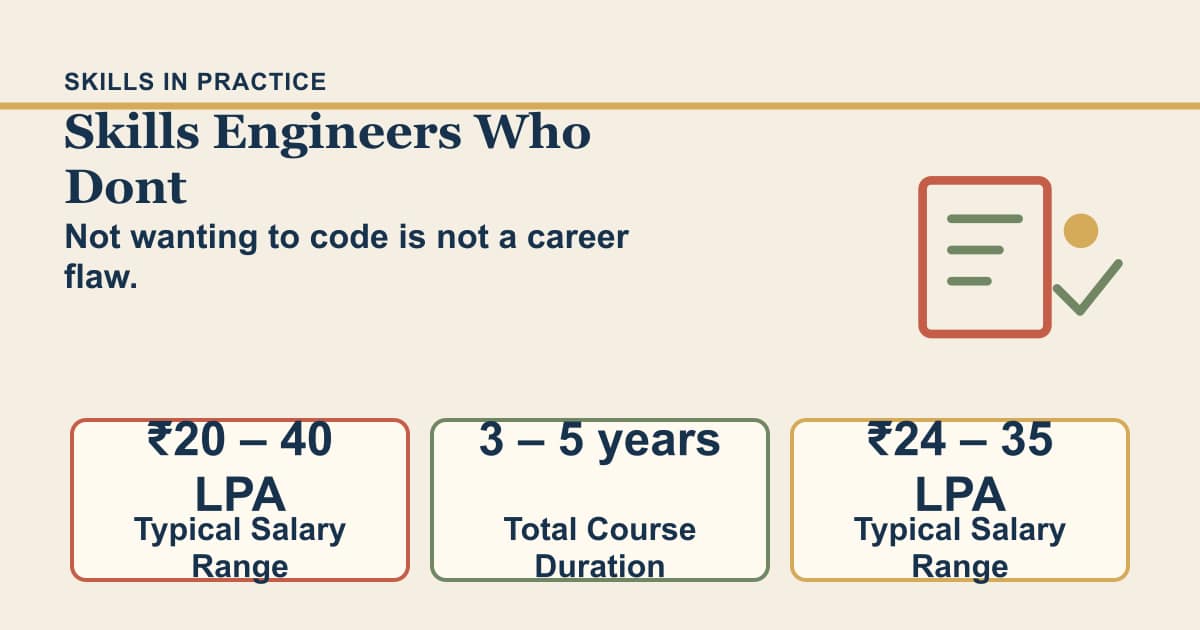 SKILLS IN PRACTICE
Skills Engineers Who
Dont
Not wanting to code is not a career
flaw.
₹20 – 40
LPA
Typical Salary
Range
3 – 5 years
Total Course
Duration
₹24 – 35
LPA
Typical Salary
Range